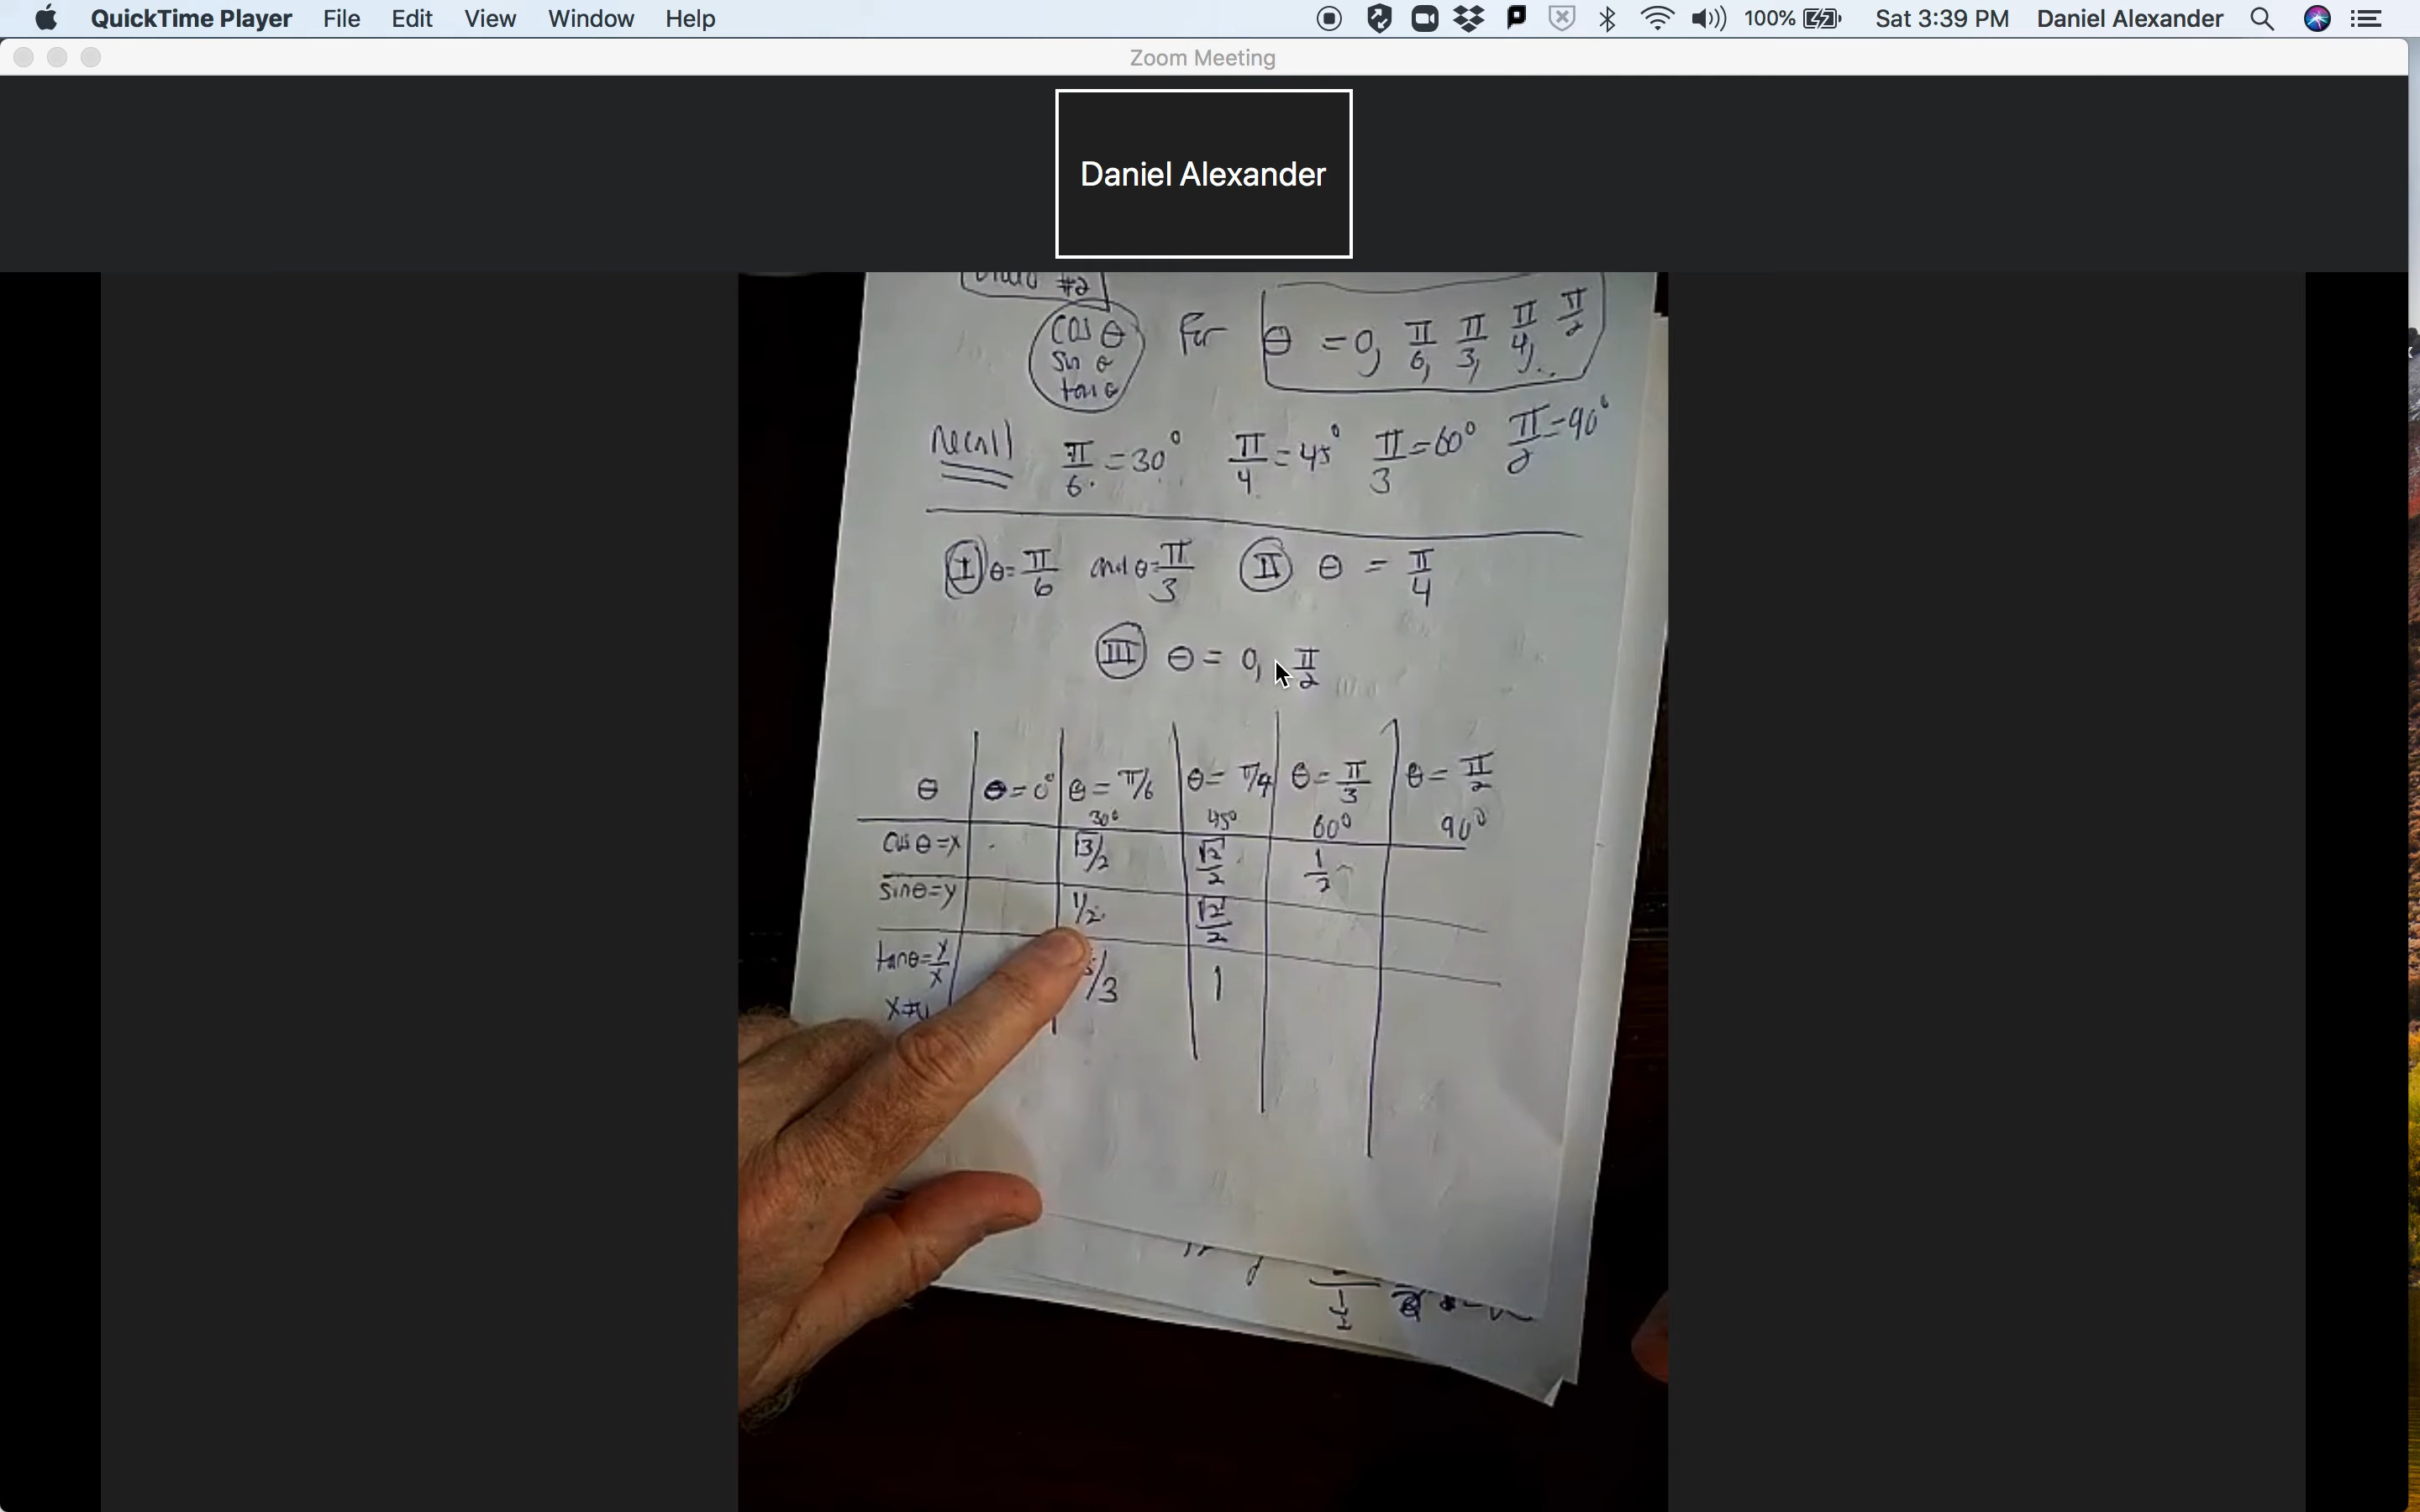 QuickTime Player File Edit View Window Help 100% Sat 3:39 PM Daniel Alexander
Zoom Meeting
Daniel Alexander
#2
cos θ
sin θ
tan θ
For θ = 0, π/6, π/3, π/4, π/2
recall π/6 = 30° π/4 = 45° π/3 = 60° π/2 = 90°
I θ = π/6 and θ = π/3 II θ = π/4
III θ = 0, π/2
θ θ = 0° θ = π/6 θ = π/4 θ = π/3 θ = π/2
30° 45° 60° 90°
cos θ = x √3/2 √2/2 1/2
sin θ = y 1/2 √2/2
tan θ = y/x /3 1